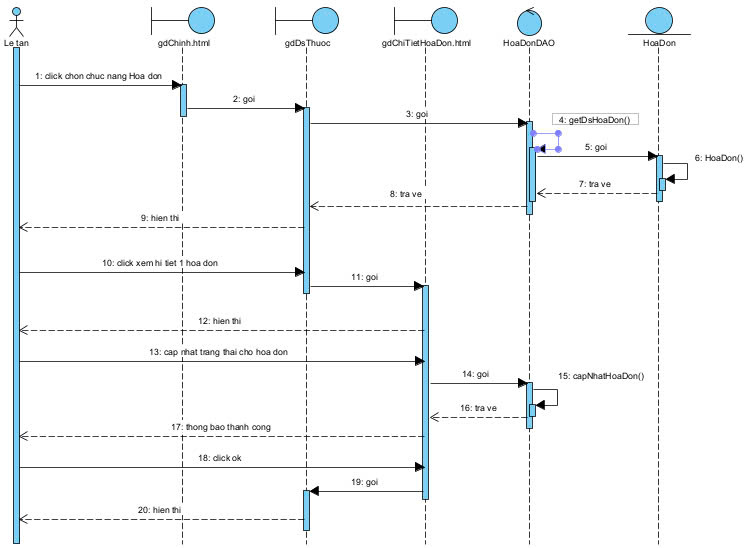 Le tan
gdChinh.html
gdDsThuoc
gdChiTietHoaDon.html
HoaDonDAO
HoaDon
1: click chon chuc nang Hoa don
2: goi
3: goi
4: getDsHoaDon()
5: goi
6: HoaDon()
7: tra ve
8: tra ve
9: hien thi
10: click xem hi tiet 1 hoa don
11: goi
12: hien thi
13: cap nhat trang thai cho hoa don
14: goi
15: capNhatHoaDon()
16: tra ve
17: thong bao thanh cong
18: click ok
19: goi
20: hien thi